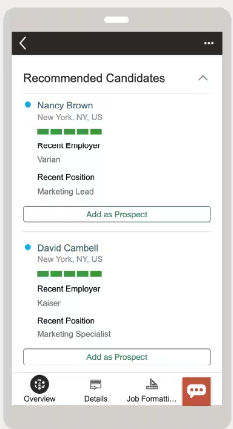 Recommended Candidates
Nancy Brown
New York, NY, US
Recent Employer
Varian
Recent Position
Marketing Lead
Add as Prospect
David Cambell
New York, NY, US
Recent Employer
Kaiser
Recent Position
Marketing Specialist
Add as Prospect
Overview
Details
Job Formatti...